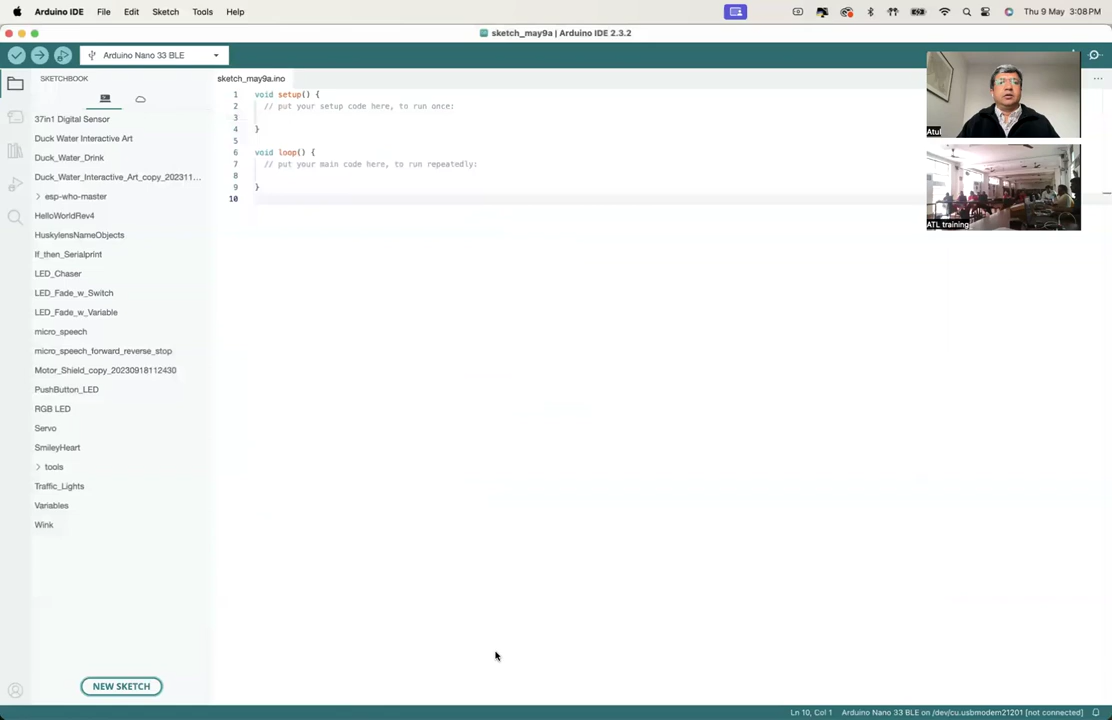 Arduino IDE File Edit Sketch Tools Help
Thu 9 May 3:08 PM
sketch_may9a | Arduino IDE 2.3.2
Arduino Nano 33 BLE
SKETCHBOOK
37in1 Digital Sensor
Duck Water Interactive Art
Duck_Water_Drink
Duck_Water_Interactive_Art_copy_202311...
esp-who-master
HelloWorldRev4
HuskylensNameObjects
If_then_Serialprint
LED_Chaser
LED_Fade_w_Switch
LED_Fade_w_Variable
micro_speech
micro_speech_forward_reverse_stop
Motor_Shield_copy_20230918112430
PushButton_LED
RGB LED
Servo
SmileyHeart
tools
Traffic_Lights
Variables
Wink
NEW SKETCH
sketch_may9a.ino
1 void setup() {
2 // put your setup code here, to run once:
3
4 }
5
6 void loop() {
7 // put your main code here, to run repeatedly:
8
9 }
10
Atul
ATL training
Ln 10, Col 1 Arduino Nano 33 BLE on /dev/cu.usbmodem21201 [not connected]